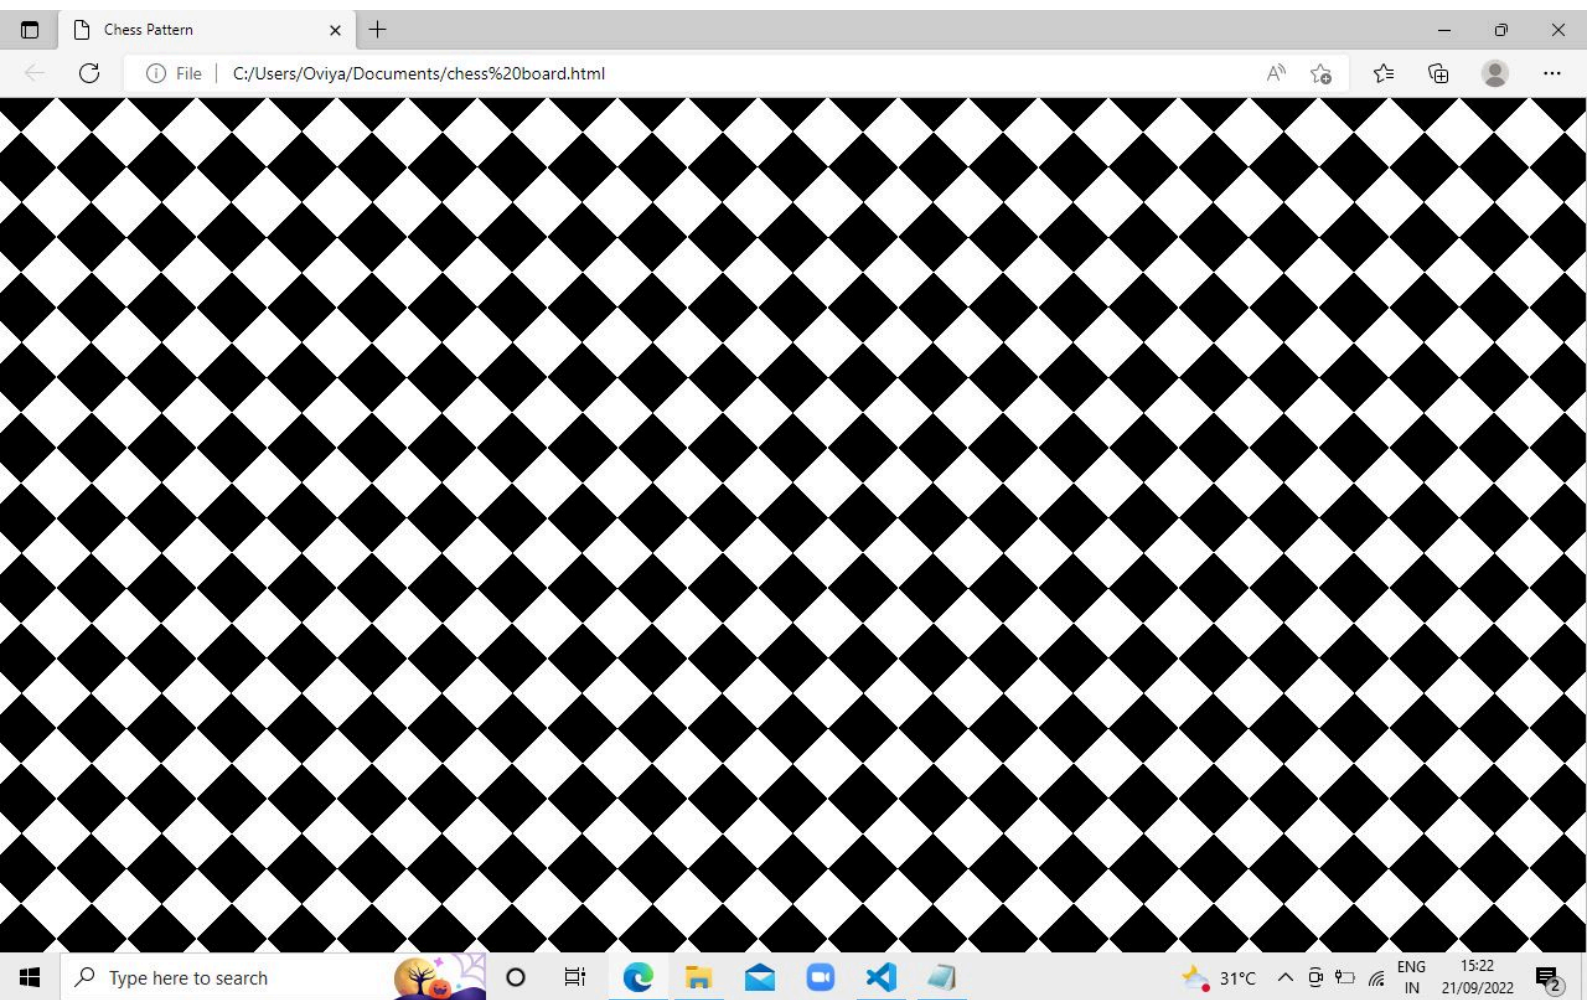 Chess Pattern
File | C:/Users/Oviya/Documents/chess%20board.html
Type here to search
31°C
ENG
IN
15:22
21/09/2022
2